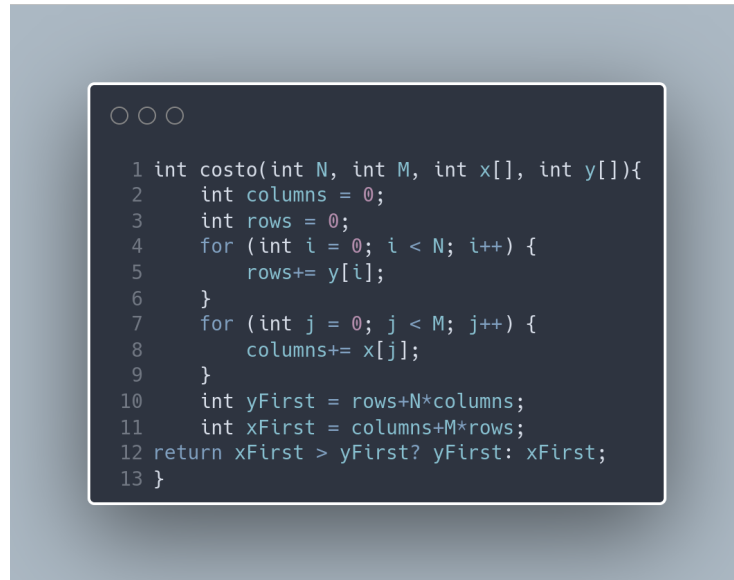 1 int costo(int N, int M, int x[], int y[]){
2     int columns = 0;
3     int rows = 0;
4     for (int i = 0; i < N; i++) {
5         rows+= y[i];
6     }
7     for (int j = 0; j < M; j++) {
8         columns+= x[j];
9     }
10     int yFirst = rows+N*columns;
11     int xFirst = columns+M*rows;
12 return xFirst > yFirst? yFirst: xFirst;
13 }